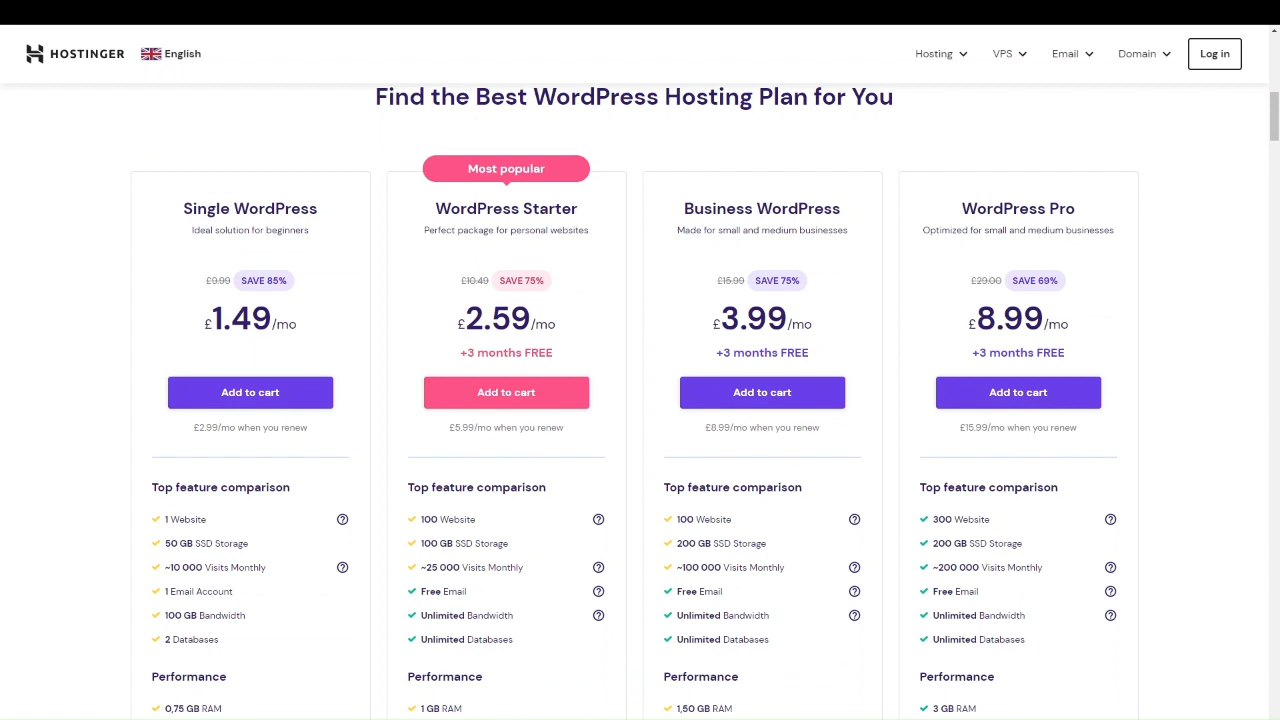 HOSTINGER English Hosting VPS Email Domain Log in
Find the Best WordPress Hosting Plan for You
Most popular
Single WordPress
Ideal solution for beginners
£9.99 SAVE 85%
£1.49/mo
Add to cart
£2.99/mo when you renew
Top feature comparison
1 Website
50 GB SSD Storage
~10 000 Visits Monthly
1 Email Account
100 GB Bandwidth
2 Databases
Performance
0,75 GB RAM
WordPress Starter
Perfect package for personal websites
£10.49 SAVE 75%
£2.59/mo
+3 months FREE
Add to cart
£5.99/mo when you renew
Top feature comparison
100 Website
100 GB SSD Storage
~25 000 Visits Monthly
Free Email
Unlimited Bandwidth
Unlimited Databases
Performance
1 GB RAM
Business WordPress
Made for small and medium businesses
£15.99 SAVE 75%
£3.99/mo
+3 months FREE
Add to cart
£8.99/mo when you renew
Top feature comparison
100 Website
200 GB SSD Storage
~100 000 Visits Monthly
Free Email
Unlimited Bandwidth
Unlimited Databases
Performance
1,50 GB RAM
WordPress Pro
Optimized for small and medium businesses
£29.00 SAVE 69%
£8.99/mo
+3 months FREE
Add to cart
£15.99/mo when you renew
Top feature comparison
300 Website
200 GB SSD Storage
~200 000 Visits Monthly
Free Email
Unlimited Bandwidth
Unlimited Databases
Performance
3 GB RAM